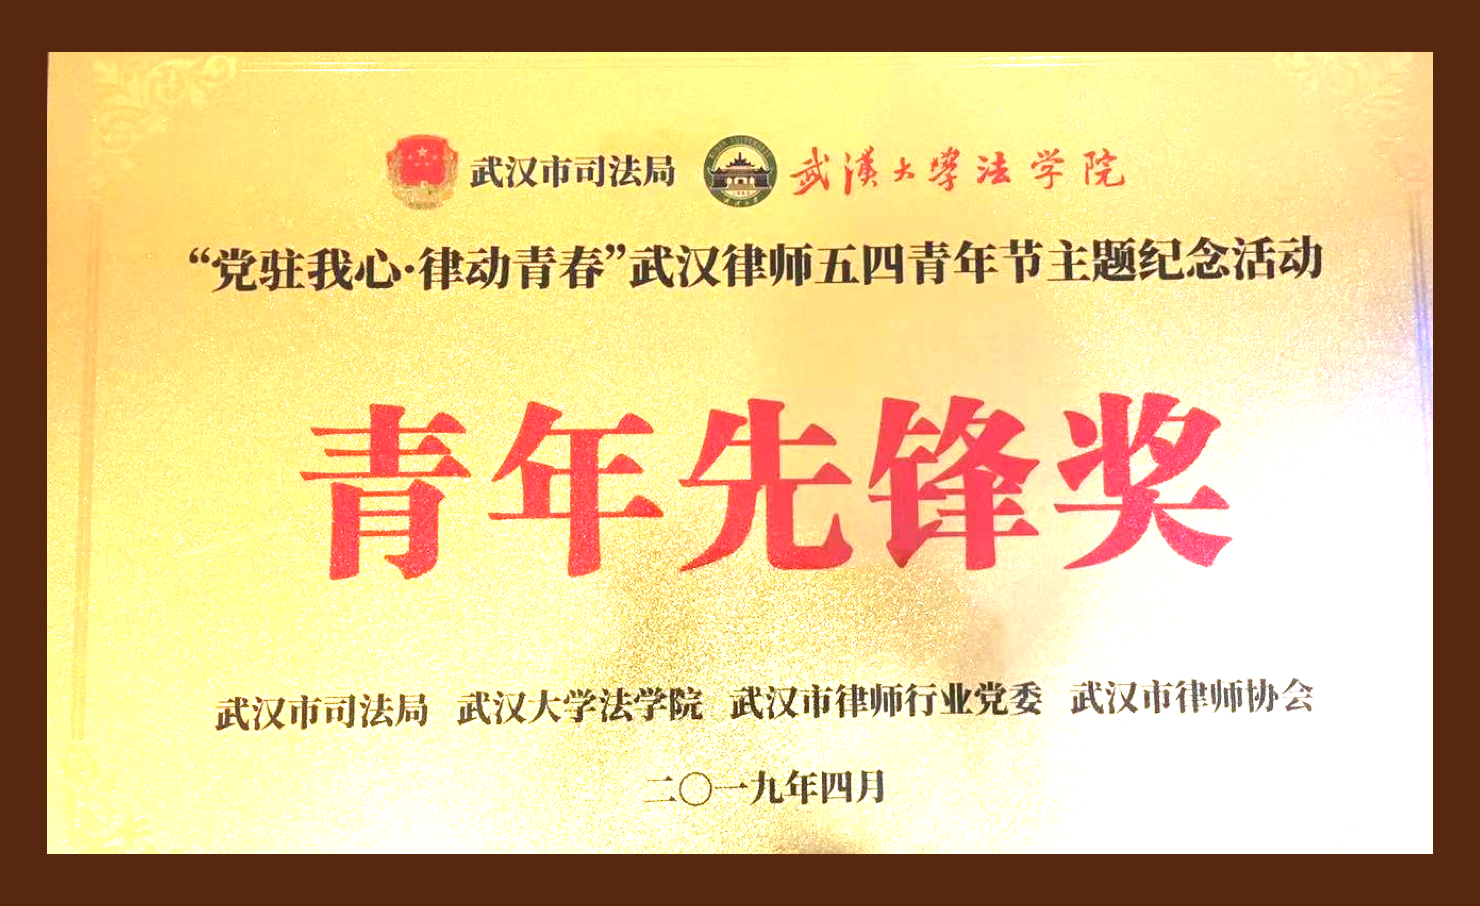 武汉市司法局 武漢大學法学院
“党驻我心·律动青春”武汉律师五四青年节主题纪念活动
青年先锋奖
武汉市司法局 武汉大学法学院 武汉市律师行业党委 武汉市律师协会
二〇一九年四月